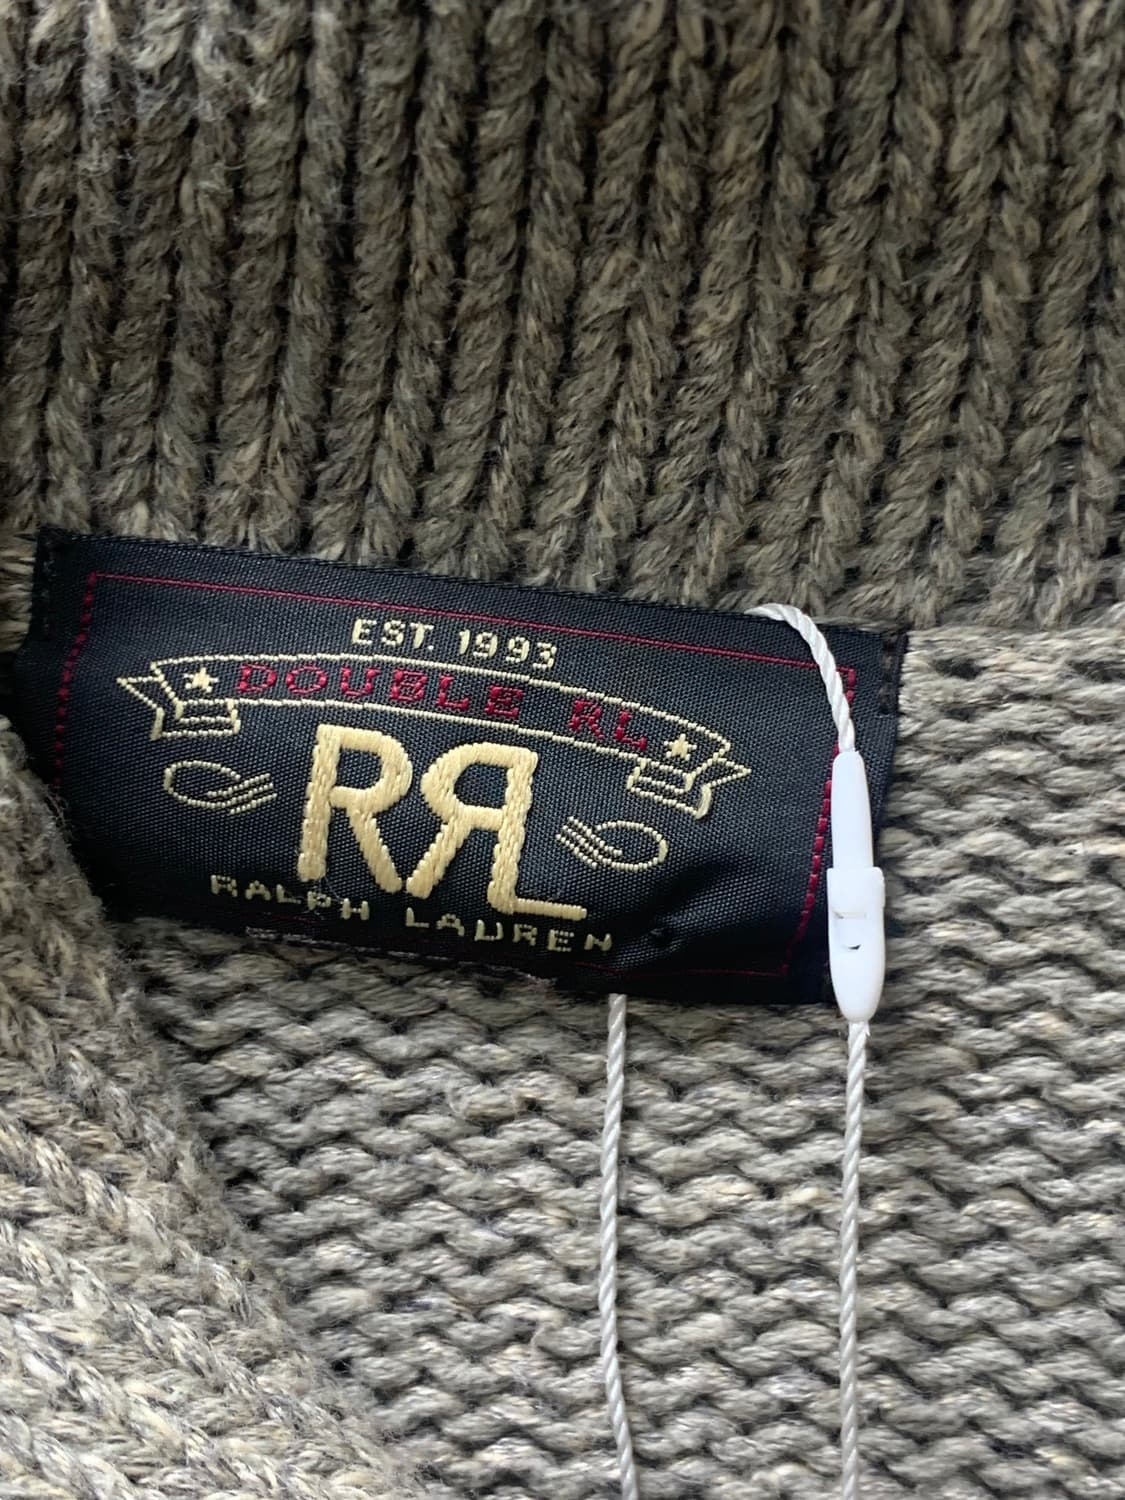 EST. 1993
DOUBLE RL
RRL
RALPH LAUREN